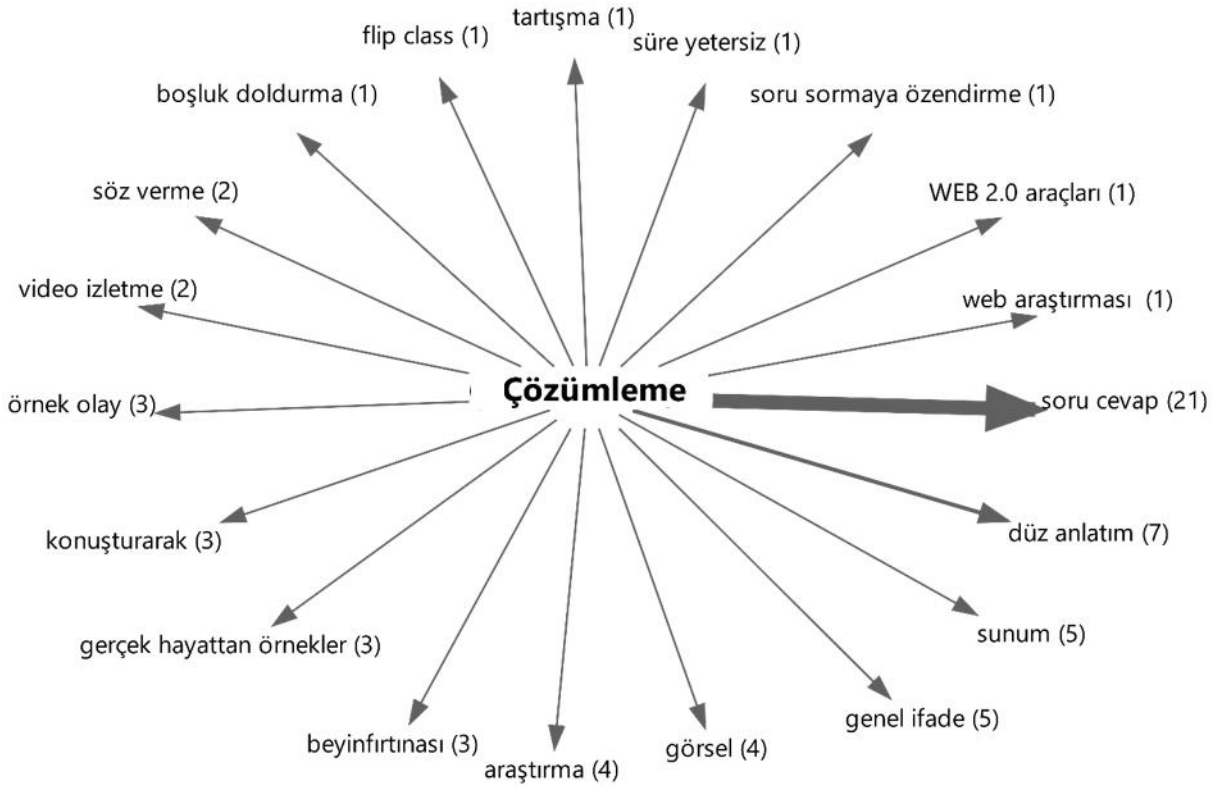 tartışma (1)
flip class (1)
süre yetersiz (1)
boşluk doldurma (1)
soru sormaya özendirme (1)
söz verme (2)
WEB 2.0 araçları (1)
video izletme (2)
web araştırması (1)
Çözümleme
örnek olay (3)
soru cevap (21)
konuşturarak (3)
düz anlatım (7)
gerçek hayattan örnekler (3)
sunum (5)
genel ifade (5)
beyinfırtınası (3)
görsel (4)
araştırma (4)